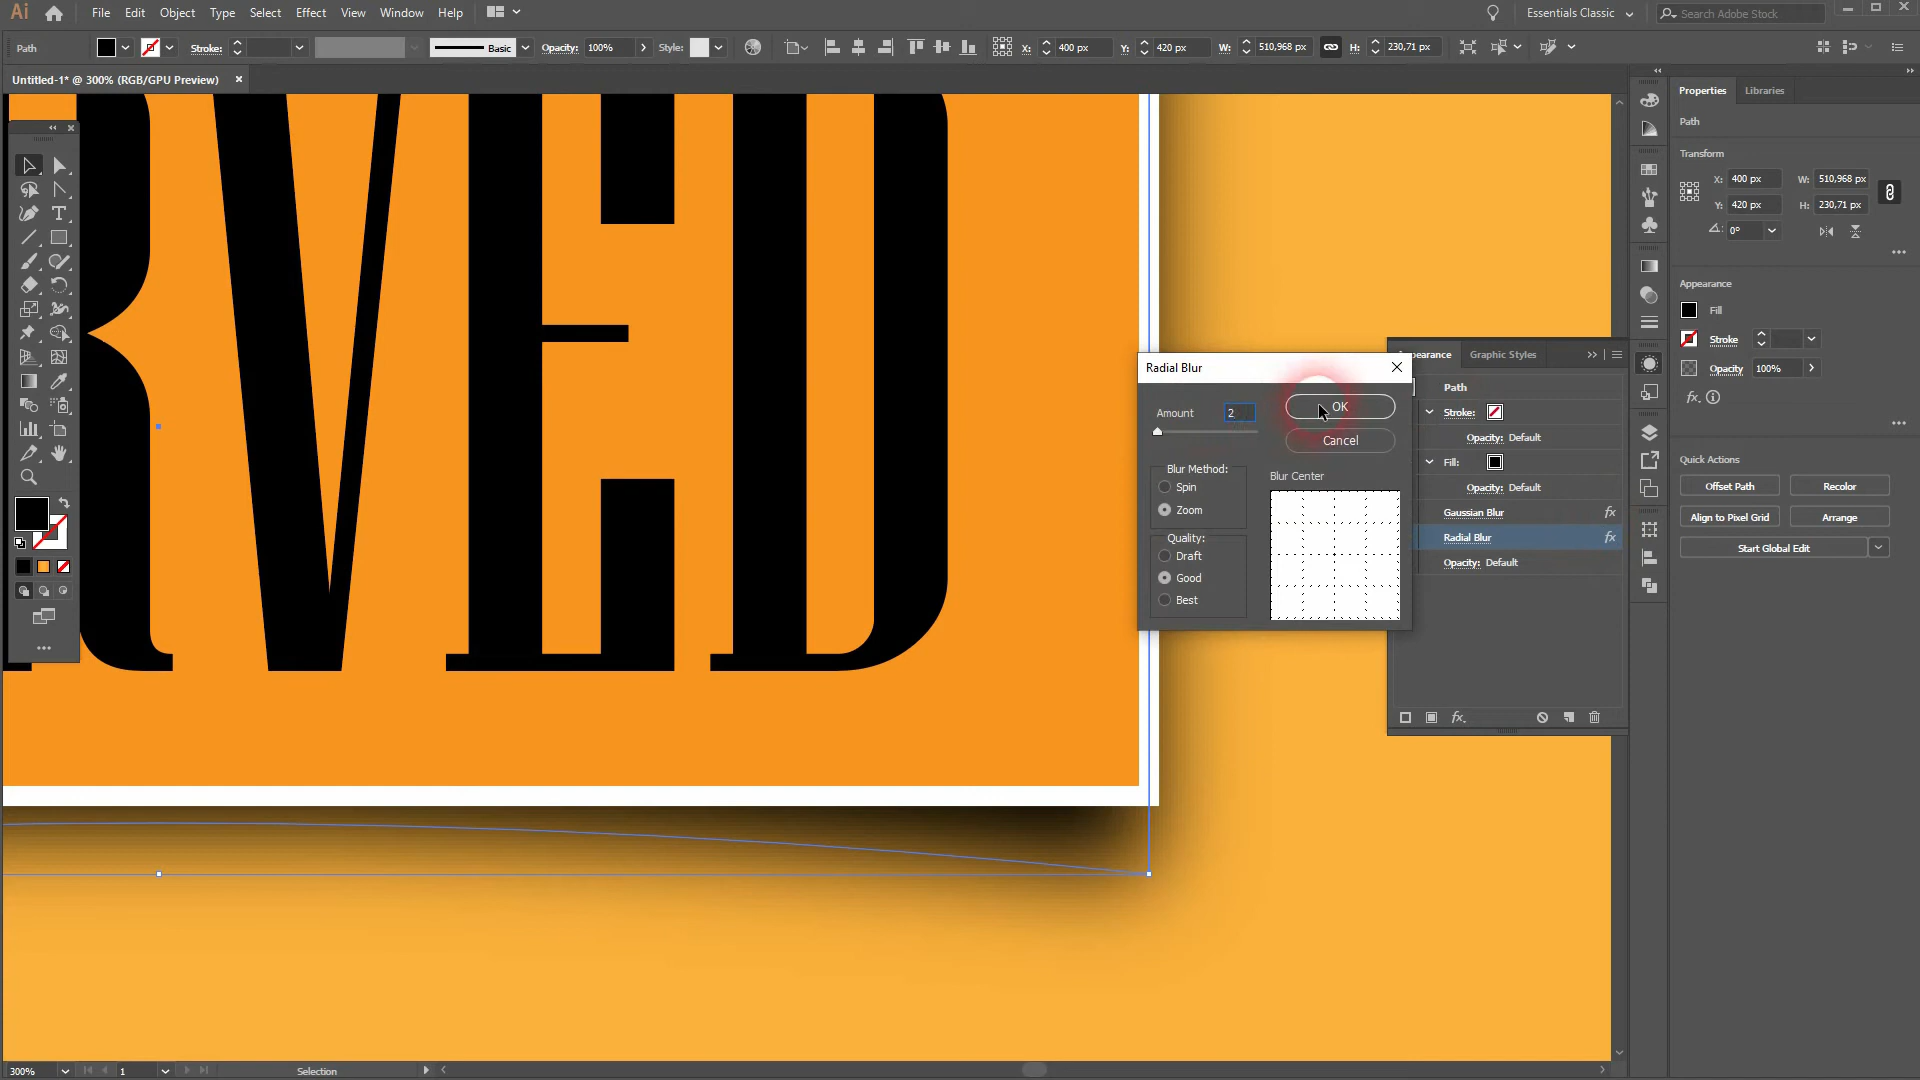 Ai File Edit Object Type Select Effect View Window Help Essentials Classic Search Adobe Stock
Path Stroke: Basic Opacity: 100% Style: X: 400 px Y: 420 px W: 510,968 px H: 230,71 px
Untitled-1* @ 300% (RGB/GPU Preview)
Properties Libraries
Path
Transform
X: 400 px W: 510,968 px
Y: 420 px H: 230,71 px
0°
Appearance
Fill
Stroke
Opacity 100%
fx.
Quick Actions
Offset Path Recolor
Align to Pixel Grid Arrange
Start Global Edit
RVED
Radial Blur
Amount 2
OK
Cancel
Blur Method:
Spin
Zoom
Quality:
Draft
Good
Best
Blur Center
Appearance Graphic Styles
Path
Stroke:
Opacity: Default
Fill:
Opacity: Default
Gaussian Blur fx
Radial Blur fx
Opacity: Default
fx.
300% 1 Selection